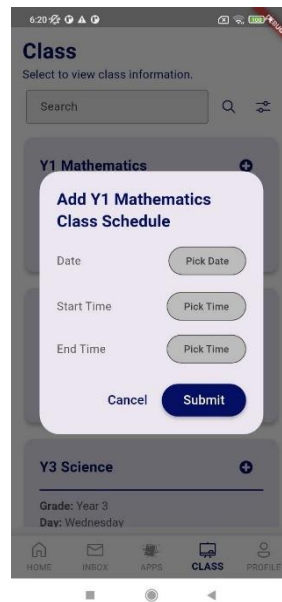 6:20
Class
Select to view class information.
Search
Y1 Mathematics
Add Y1 Mathematics
Class Schedule
Date
Pick Date
Start Time
Pick Time
End Time
Pick Time
Cancel
Submit
Y3 Science
Grade: Year 3
Day: Wednesday
HOME
INBOX
APPS
CLASS
PROFILE